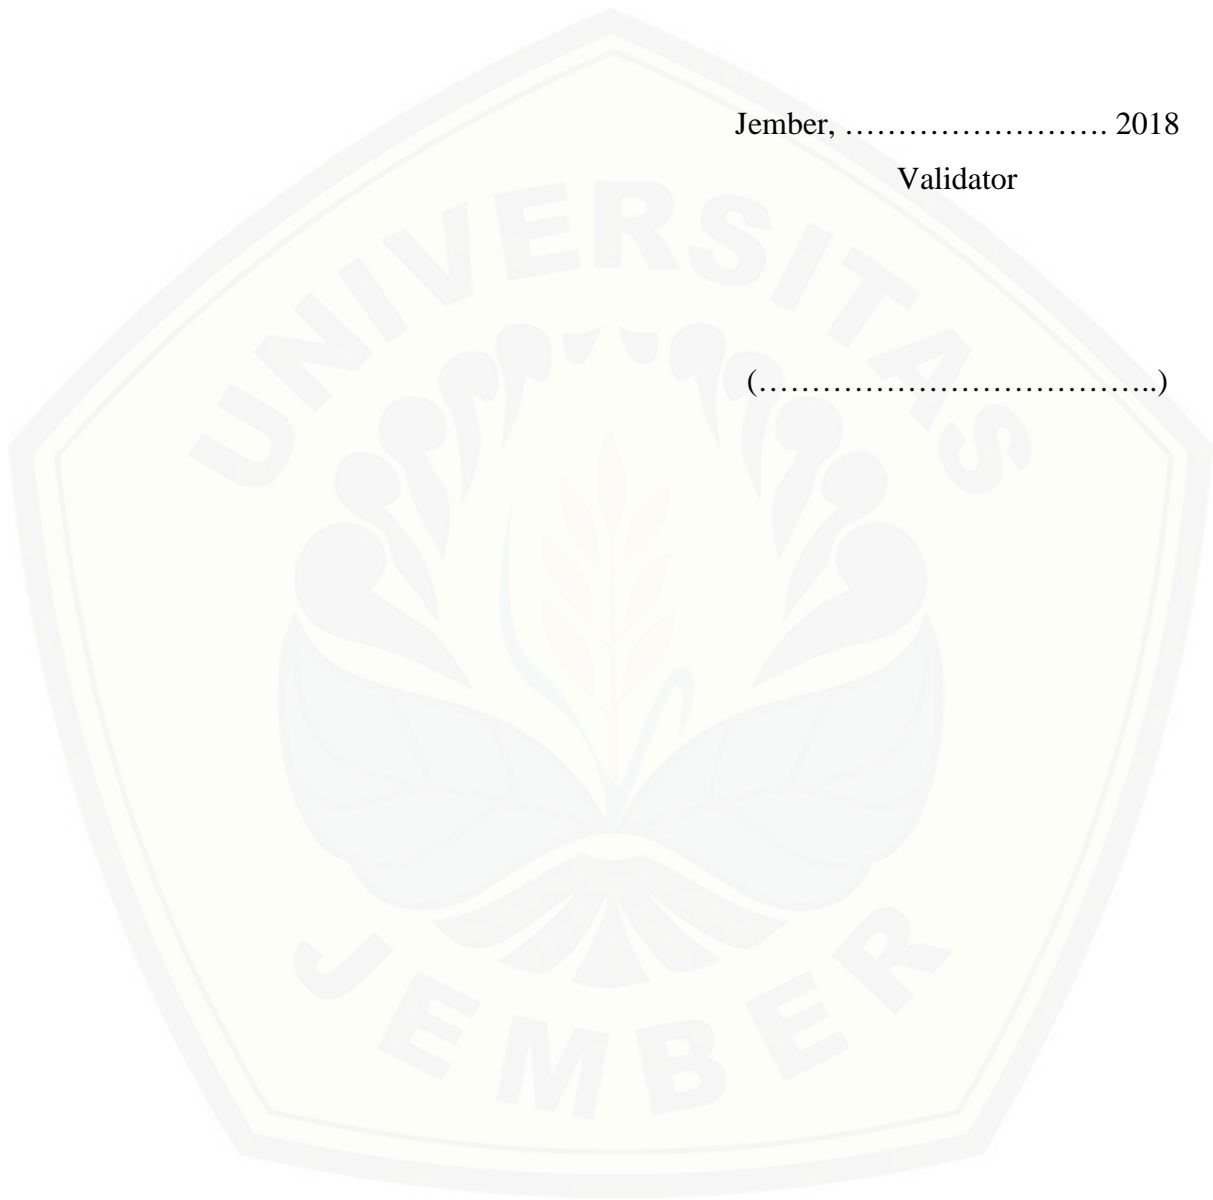 Jember, ……………………. 2018
Validator
(………………………………..)
UNIVERSITAS
JEMBER